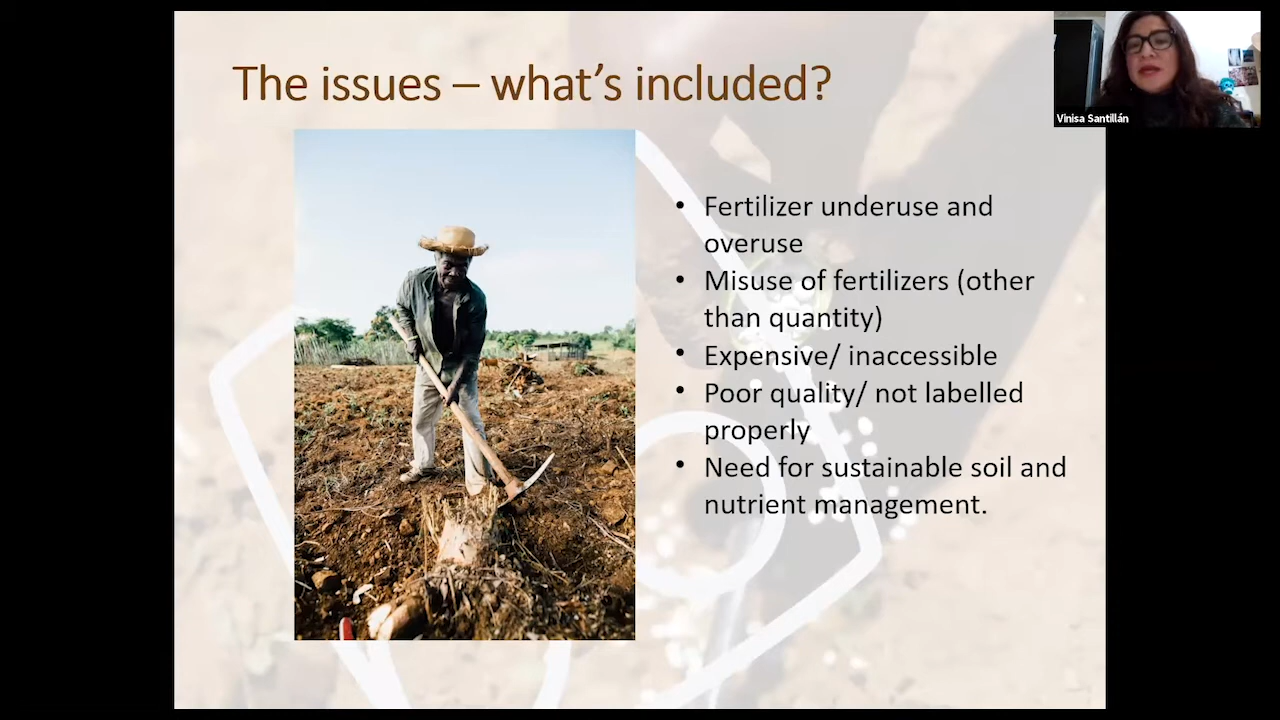 The issues – what’s included?
Vinisa Santillán
• Fertilizer underuse and
overuse
• Misuse of fertilizers (other
than quantity)
• Expensive/ inaccessible
• Poor quality/ not labelled
properly
• Need for sustainable soil and
nutrient management.